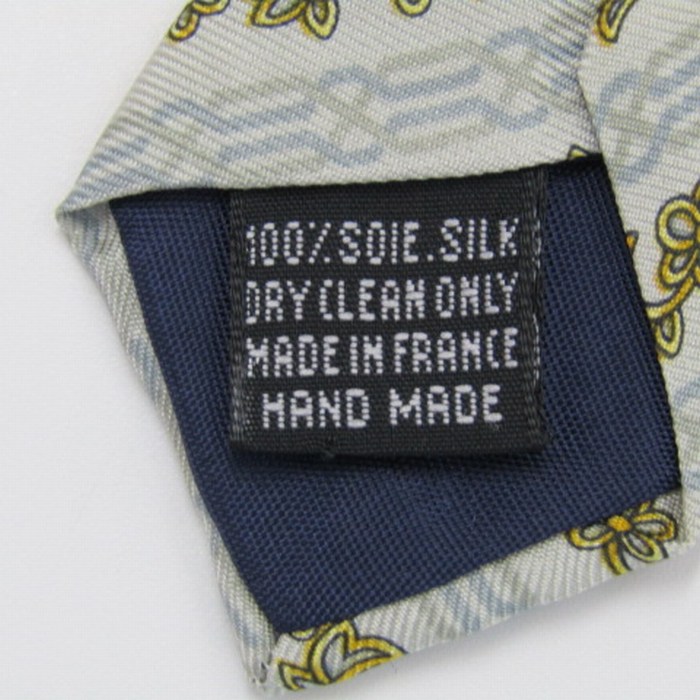 100% SOIE. SILK
DRY CLEAN ONLY
MADE IN FRANCE
HAND MADE